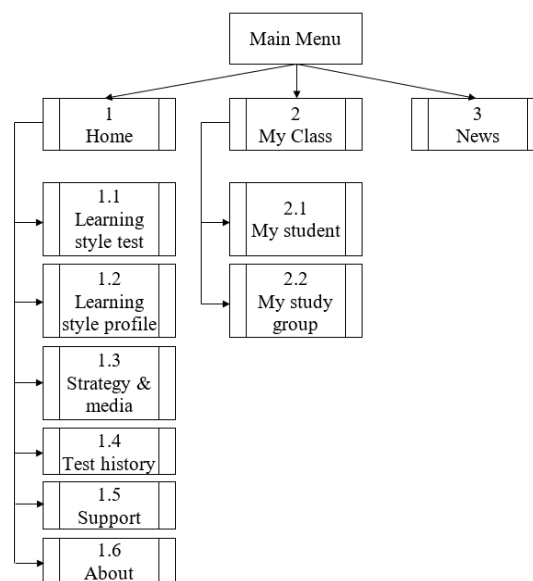 Main Menu
1
Home
2
My Class
3
News
1.1
Learning
style test
2.1
My student
1.2
Learning
style profile
2.2
My study
group
1.3
Strategy &
media
1.4
Test history
1.5
Support
1.6
About